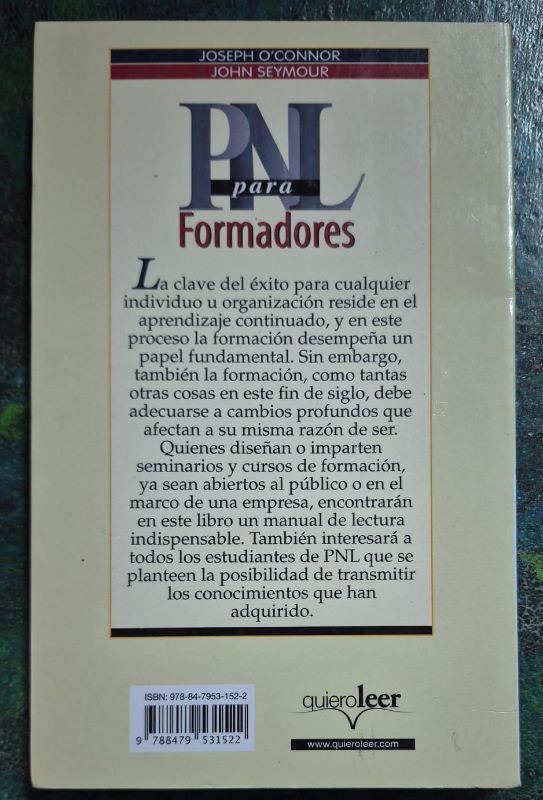 JOSEPH O'CONNOR
JOHN SEYMOUR
PNL
para
Formadores
La clave del éxito para cualquier
individuo u organización reside en el
aprendizaje continuado, y en este
proceso la formación desempeña un
papel fundamental. Sin embargo,
también la formación, como tantas
otras cosas en este fin de siglo, debe
adecuarse a cambios profundos que
afectan a su misma razón de ser.
Quienes diseñan o imparten
seminarios y cursos de formación,
ya sean abiertos al público o en el
marco de una empresa, encontrarán
en este libro un manual de lectura
indispensable. También interesará a
todos los estudiantes de PNL que se
planteen la posibilidad de transmitir
los conocimientos que han
adquirido.
ISBN: 978-84-7953-152-2
9 788479 531522
quieroleer
www.quieroleer.com